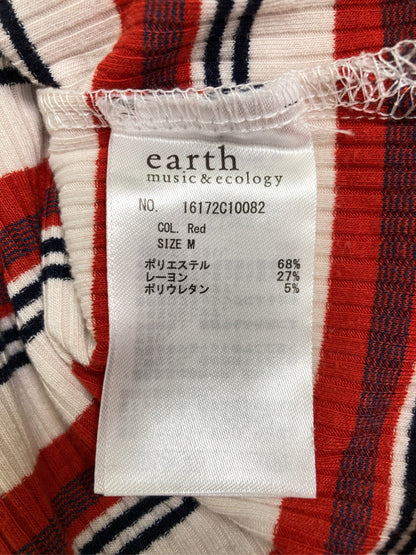 earth
music & ecology
NO. 16172C10082
COL. Red
SIZE M
ポリエステル 68%
レーヨン 27%
ポリウレタン 5%